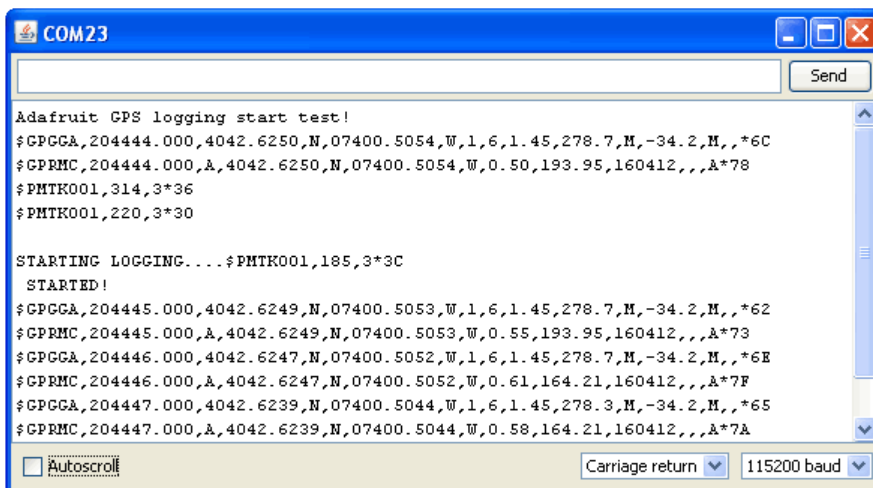 COM23
Send
Adafruit GPS logging start test!
$GPGGA,204444.000,4042.6250,N,07400.5054,W,1,6,1.45,278.7,M,-34.2,M,,*6C
$GPRMC,204444.000,A,4042.6250,N,07400.5054,W,0.50,193.95,160412,,,A*78
$PMTK001,314,3*36
$PMTK001,220,3*30
STARTING LOGGING....$PMTK001,185,3*3C
STARTED!
$GPGGA,204445.000,4042.6249,N,07400.5053,W,1,6,1.45,278.7,M,-34.2,M,,*62
$GPRMC,204445.000,A,4042.6249,N,07400.5053,W,0.55,193.95,160412,,,A*73
$GPGGA,204446.000,4042.6247,N,07400.5052,W,1,6,1.45,278.7,M,-34.2,M,,*6E
$GPRMC,204446.000,A,4042.6247,N,07400.5052,W,0.61,164.21,160412,,,A*7F
$GPGGA,204447.000,4042.6239,N,07400.5044,W,1,6,1.45,278.3,M,-34.2,M,,*65
$GPRMC,204447.000,A,4042.6239,N,07400.5044,W,0.58,164.21,160412,,,A*7A
Autoscroll
Carriage return
115200 baud